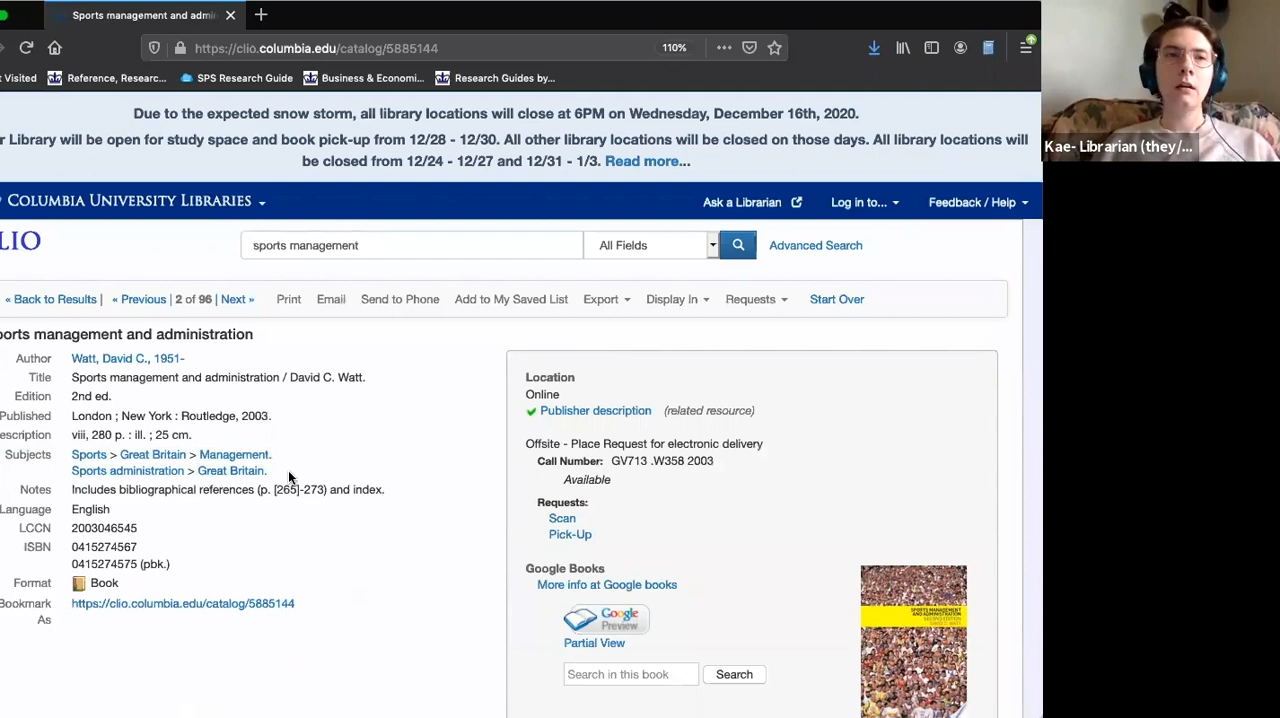 Sports management and admin
t Visited Reference, Researc... SPS Research Guide Business & Economi... Research Guides by...
https://clio.columbia.edu/catalog/5885144 110%
Kae- Librarian (they/...
Due to the expected snow storm, all library locations will close at 6PM on Wednesday, December 16th, 2020.
r Library will be open for study space and book pick-up from 12/28 - 12/30. All other library locations will be closed on those days. All library locations will
be closed from 12/24 - 12/27 and 12/31 - 1/3. Read more...
COLUMBIA UNIVERSITY LIBRARIES Ask a Librarian Log in to... Feedback / Help
LIO sports management All Fields Advanced Search
« Back to Results | « Previous | 2 of 96 | Next » Print Email Send to Phone Add to My Saved List Export Display In Requests Start Over
ports management and administration
Author Watt, David C., 1951-
Title Sports management and administration / David C. Watt.
Edition 2nd ed.
Published London ; New York : Routledge, 2003.
escription viii, 280 p. : ill. ; 25 cm.
Subjects Sports > Great Britain > Management.
Sports administration > Great Britain.
Notes Includes bibliographical references (p. [265]-273) and index.
Language English
LCCN 2003046545
ISBN 0415274567
0415274575 (pbk.)
Format Book
Bookmark https://clio.columbia.edu/catalog/5885144
As
Location
Online
Publisher description (related resource)
Offsite - Place Request for electronic delivery
Call Number: GV713 .W358 2003
Available
Requests:
Scan
Pick-Up
Google Books
More info at Google books
Google
Preview
Partial View
Search in this book Search
SPORTS MANAGEMENT
AND ADMINISTRATION
SECOND EDITION
DAVID C. WATT